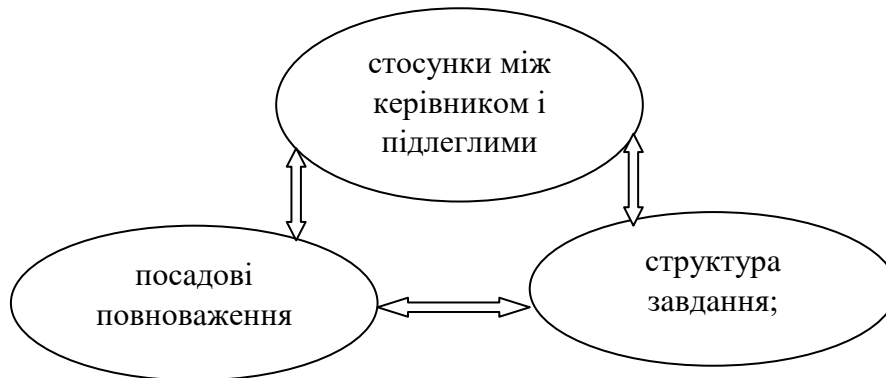 стосунки між
керівником і
підлеглими
посадові
повноваження
структура
завдання;